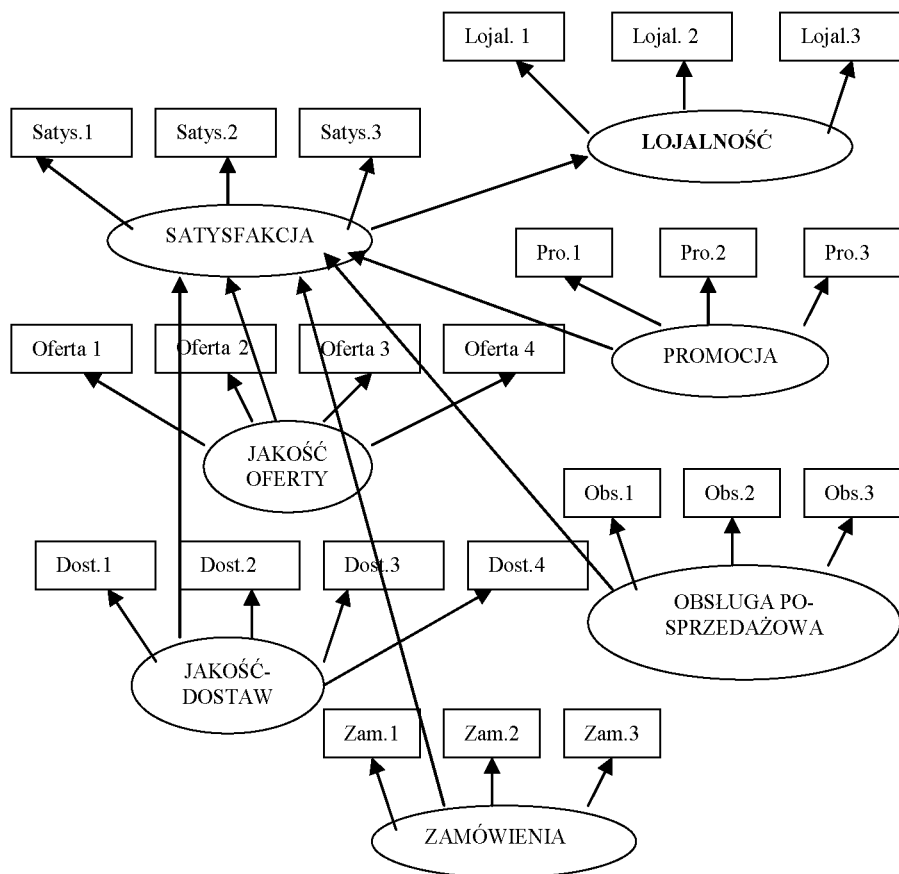 Lojal. 1
Lojal. 2
Lojal.3
LOJALNOŚĆ
Satys.1
Satys.2
Satys.3
SATYSFAKCJA
Pro.1
Pro.2
Pro.3
PROMOCJA
Oferta 1
Oferta 2
Oferta 3
Oferta 4
JAKOŚĆ
OFERTY
Obs.1
Obs.2
Obs.3
OBSŁUGA PO-
SPRZEDAŻOWA
Dost.1
Dost.2
Dost.3
Dost.4
JAKOŚĆ-
DOSTAW
Zam.1
Zam.2
Zam.3
ZAMÓWIENIA